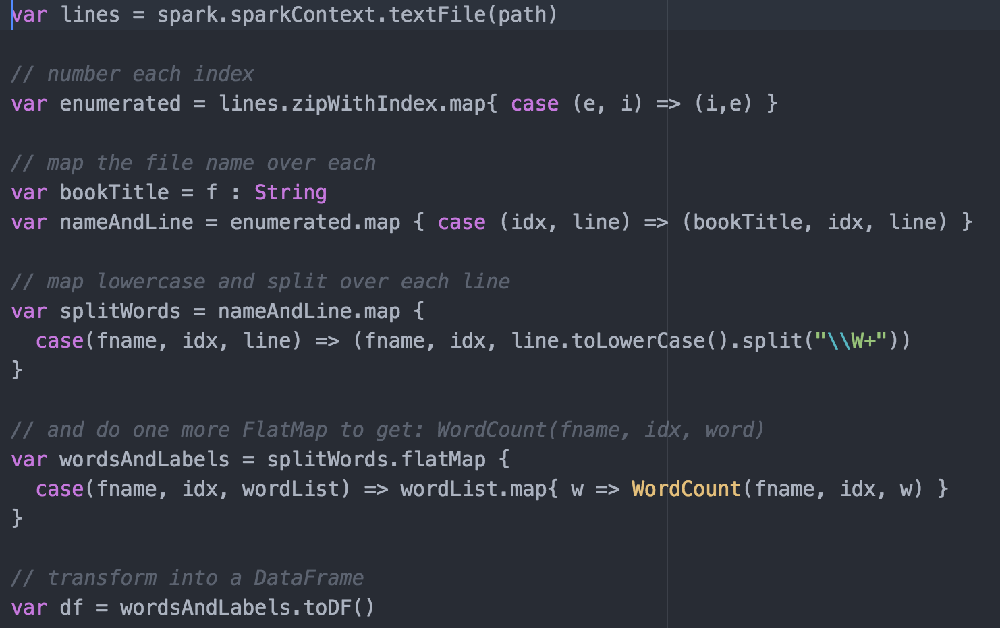 var lines = spark.sparkContext.textFile(path)
// number each index
var enumerated = lines.zipWithIndex.map{ case (e, i) => (i,e) }
// map the file name over each
var bookTitle = f : String
var nameAndLine = enumerated.map { case (idx, line) => (bookTitle, idx, line) }
// map lowercase and split over each line
var splitWords = nameAndLine.map {
  case(fname, idx, line) => (fname, idx, line.toLowerCase().split("\\W+"))
}
// and do one more FlatMap to get: WordCount(fname, idx, word)
var wordsAndLabels = splitWords.flatMap {
  case(fname, idx, wordList) => wordList.map{ w => WordCount(fname, idx, w) }
}
// transform into a DataFrame
var df = wordsAndLabels.toDF()